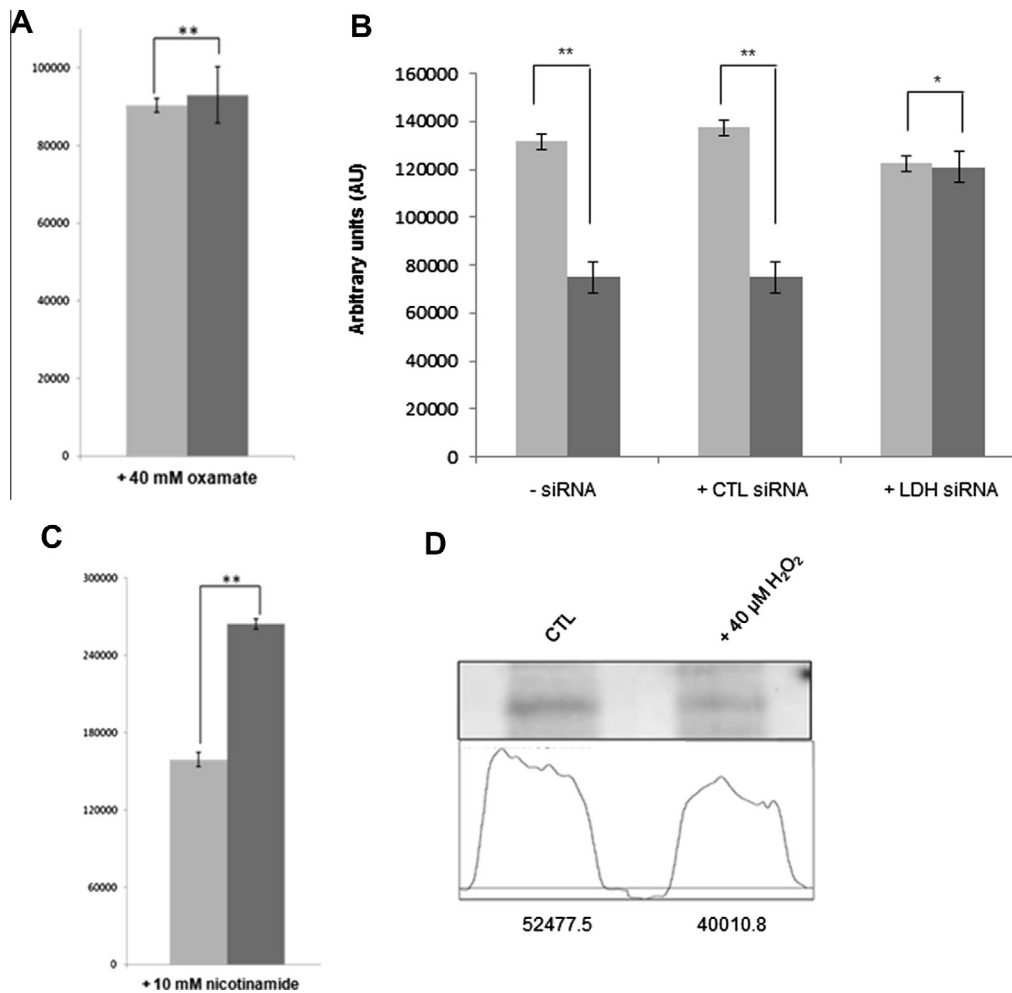 A
**
100000
80000
60000
40000
20000
0
+ 40 mM oxamate
B
Arbitrary units (AU)
160000
140000
120000
100000
80000
60000
40000
20000
0
** ** *
- siRNA + CTL siRNA + LDH siRNA
C
**
300000
240000
180000
120000
60000
0
+ 10 mM nicotinamide
D
CTL + 40 µM H₂O₂
52477.5 40010.8